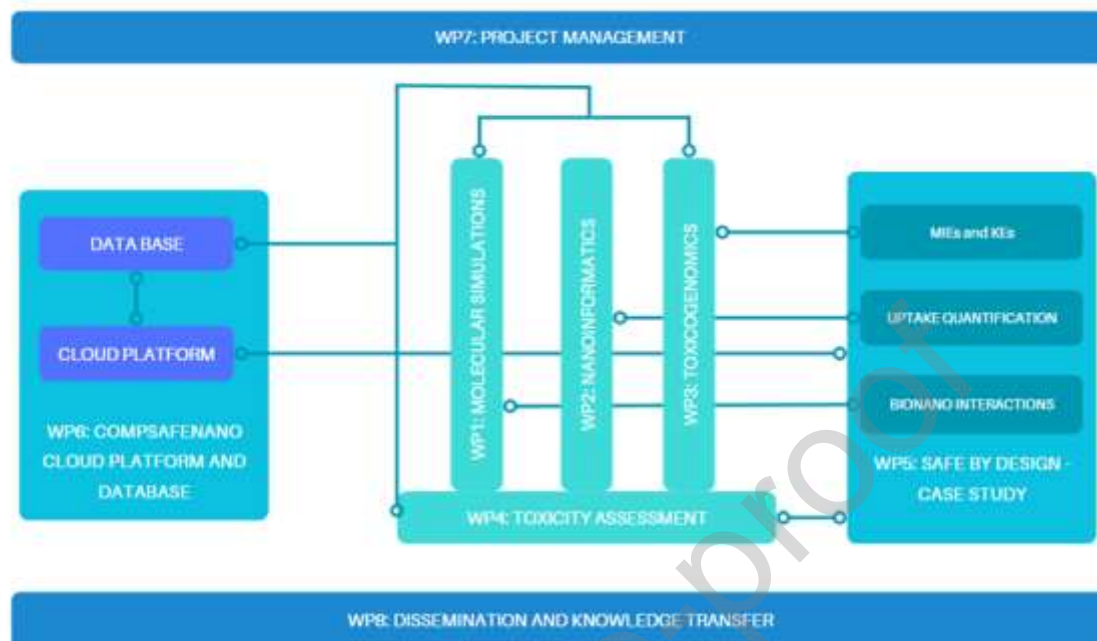 WP7: PROJECT MANAGEMENT
DATA BASE
CLOUD PLATFORM
WP6: COMPSAFENANO
CLOUD PLATFORM AND
DATABASE
WP1: MOLECULAR SIMULATIONS
WP2: NANOINFORMATICS
WP3: TOXICOGENOMICS
WP4: TOXICITY ASSESSMENT
MIEs and KEs
UPTAKE QUANTIFICATION
BIONANO INTERACTIONS
WP5: SAFE BY DESIGN -
CASE STUDY
WP8: DISSEMINATION AND KNOWLEDGE TRANSFER